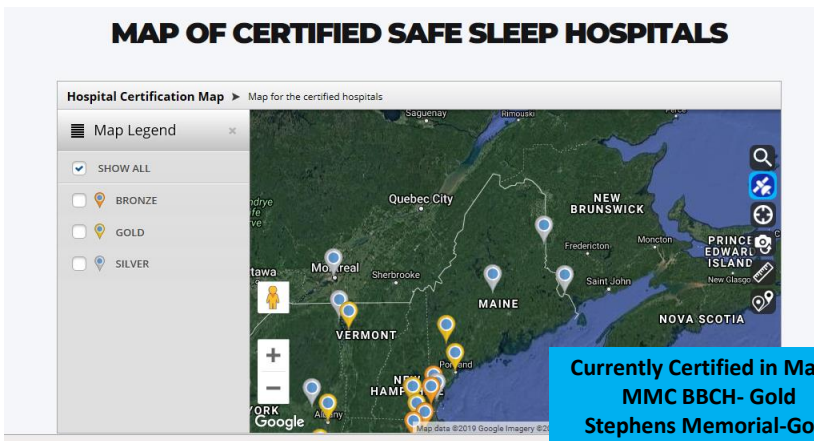 MAP OF CERTIFIED SAFE SLEEP HOSPITALS
Hospital Certification Map ➤ Map for the certified hospitals
Map Legend ×
SHOW ALL
BRONZE
GOLD
SILVER
Saguenay
Rimouski
Quebec City
NEW
BRUNSWICK
Fredericton
Moncton
PRINCE
EDWARD
ISLAND
Montreal
Sherbrooke
Saint John
New Glasgo
MAINE
NOVA SCOTIA
VERMONT
Portland
NEW
HAMPSHIRE
Albany
Google
Map data ©2019 Google Imagery ©20
Currently Certified in Ma
MMC BBCH- Gold
Stephens Memorial-Go